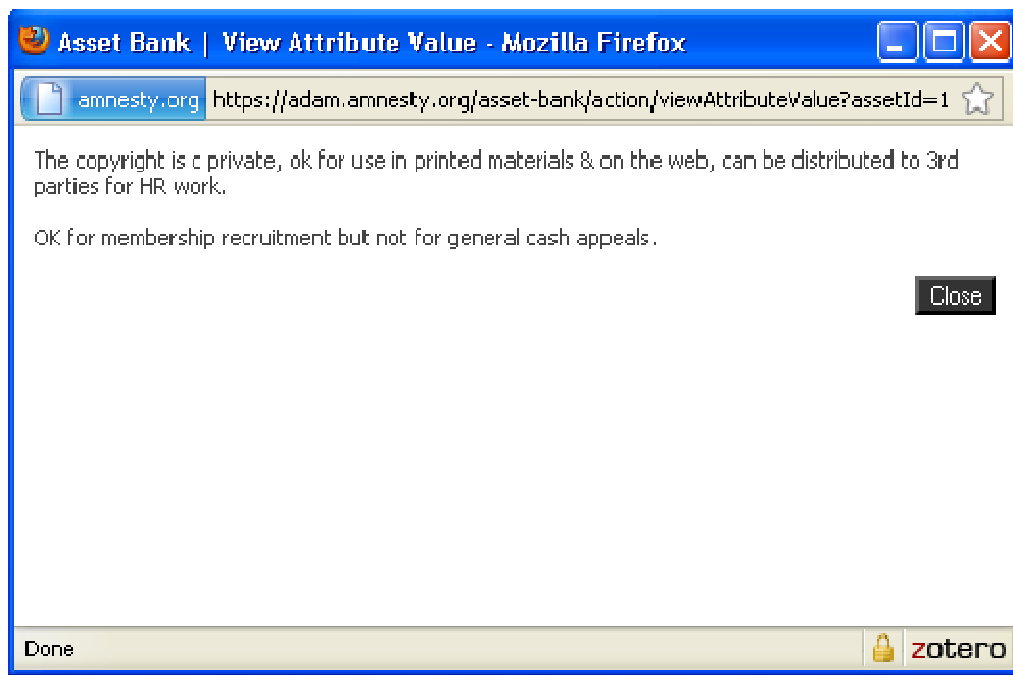 Asset Bank | View Attribute Value - Mozilla Firefox
amnesty.org https://adam.amnesty.org/asset-bank/action/viewAttributeValue?assetId=1
The copyright is c private, ok for use in printed materials & on the web, can be distributed to 3rd
parties for HR work.
OK for membership recruitment but not for general cash appeals.
Close
Done zotero